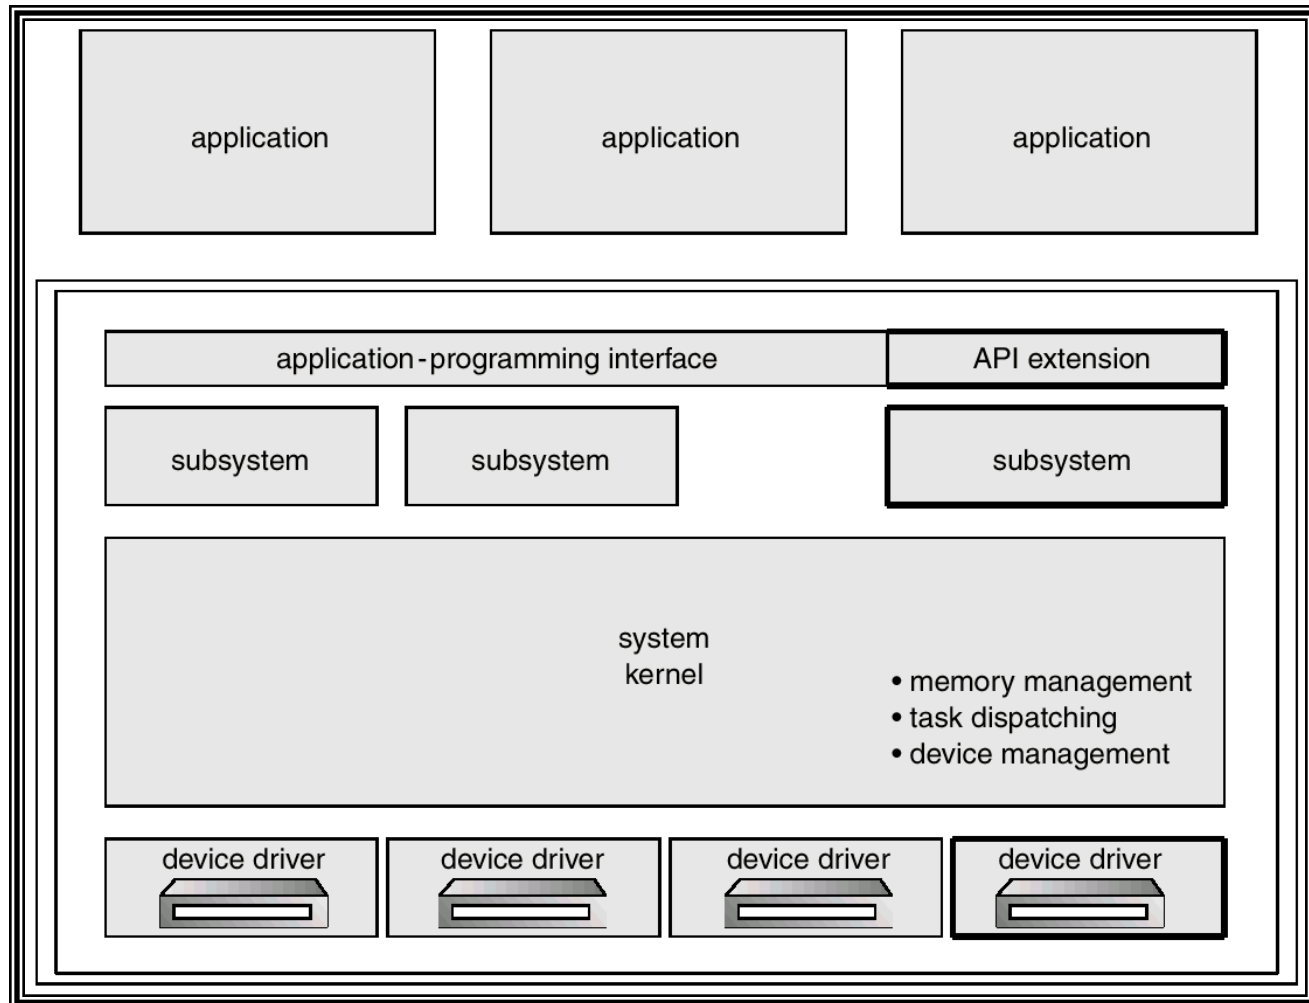 application
application
application
application-programming interface
API extension
subsystem
subsystem
subsystem
system
kernel
• memory management
• task dispatching
• device management
device driver
device driver
device driver
device driver